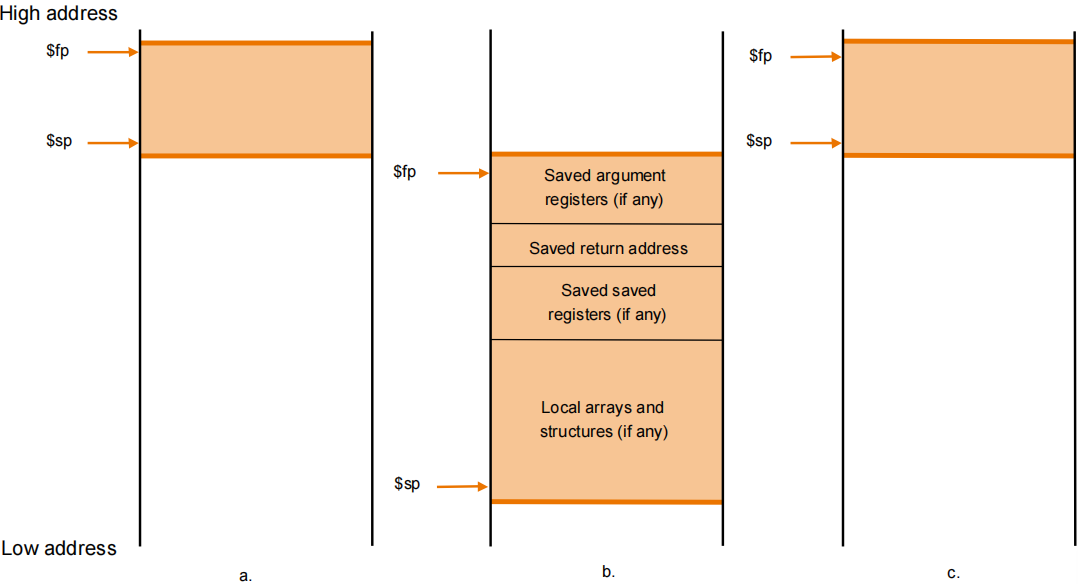 High address
$fp
$sp
$fp
Saved argument
registers (if any)
Saved return address
Saved saved
registers (if any)
Local arrays and
structures (if any)
$sp
$fp
$sp
Low address
a.
b.
c.